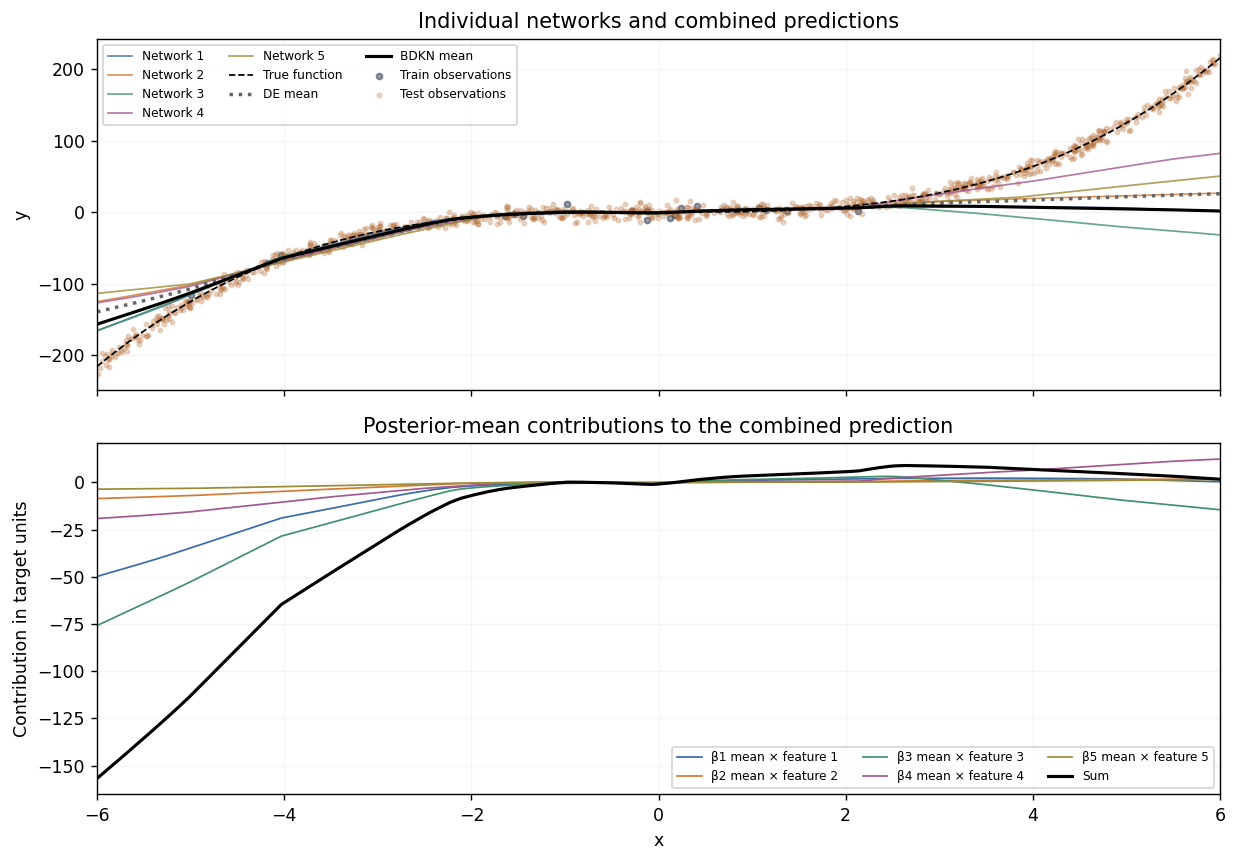 Individual networks and combined predictions
Network 1
Network 2
Network 3
Network 4
Network 5
True function
DE mean
BDKN mean
Train observations
Test observations
y
200
100
0
−100
−200
Posterior-mean contributions to the combined prediction
Contribution in target units
0
−25
−50
−75
−100
−125
−150
β1 mean × feature 1
β2 mean × feature 2
β3 mean × feature 3
β4 mean × feature 4
β5 mean × feature 5
Sum
−6
−4
−2
0
2
4
6
x